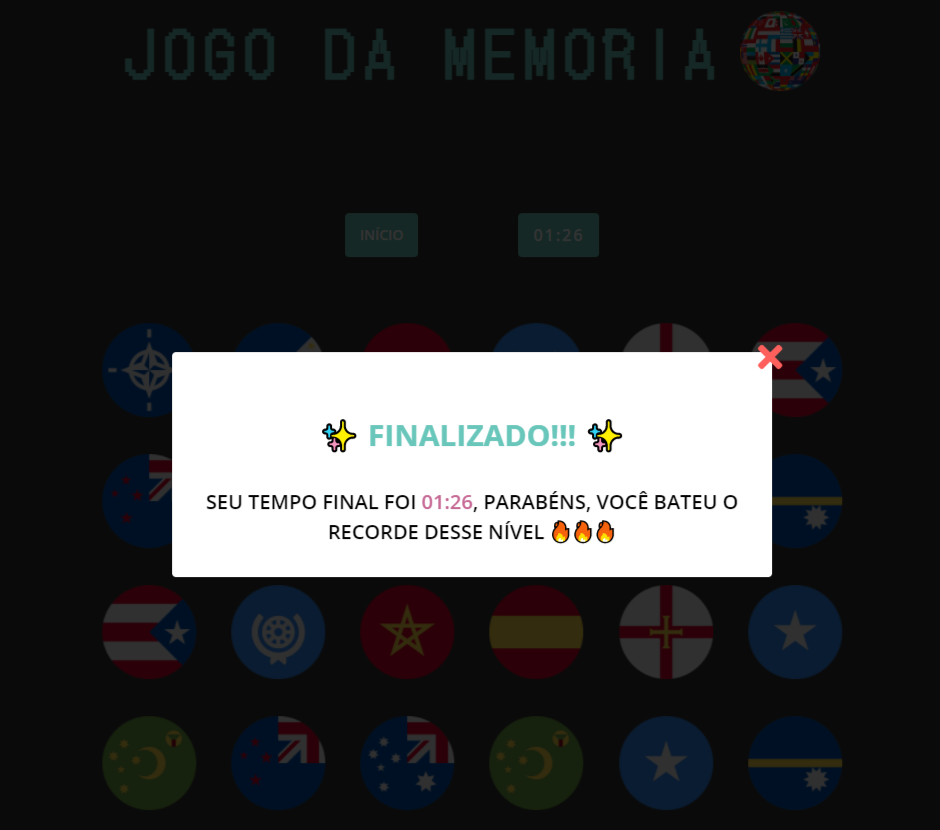 JOGO DA MEMORIA
INÍCIO
01:26
FINALIZADO!!!
SEU TEMPO FINAL FOI 01:26, PARABÉNS, VOCÊ BATEU O
RECORDE DESSE NÍVEL